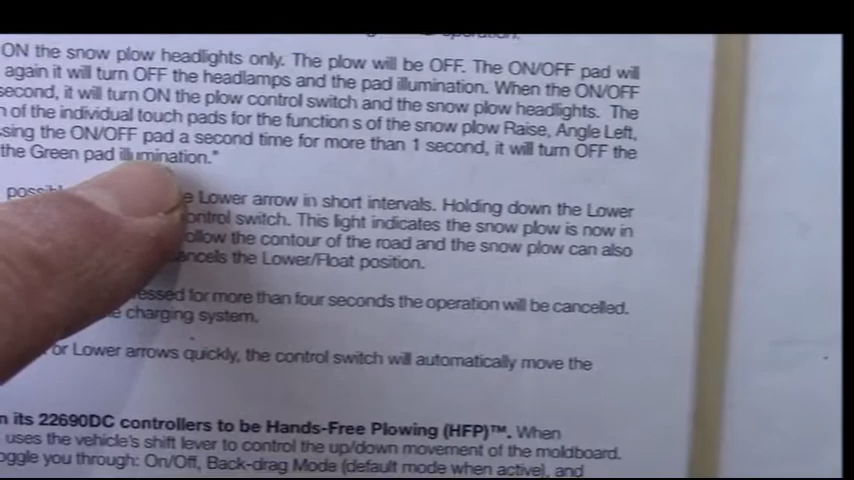 operation.
ON the snow plow headlights only. The plow will be OFF. The ON/OFF pad will
again it will turn OFF the headlamps and the pad illumination. When the ON/OFF
second, it will turn ON the plow control switch and the snow plow headlights. The
of the individual touch pads for the function s of the snow plow Raise, Angle Left,
sing the ON/OFF pad a second time for more than 1 second, it will turn OFF the
the Green pad illumination."
possib e Lower arrow in short intervals. Holding down the Lower
ontrol switch. This light indicates the snow plow is now in
ollow the contour of the road and the snow plow can also
ancels the Lower/Float position.
essed for more than four seconds the operation will be cancelled.
e charging system.
or Lower arrows quickly, the control switch will automatically move the
n its 22690DC controllers to be Hands-Free Plowing (HFP)™. When
uses the vehicle's shift lever to control the up/down movement of the moldboard.
oggle you through: On/Off, Back-drag Mode (default mode when active), and